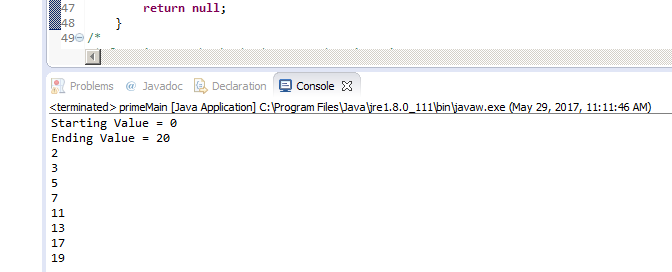 47 return null;
48 }
49 /*
Problems @ Javadoc Declaration Console
<terminated> primeMain [Java Application] C:\Program Files\Java\jre1.8.0_111\bin\javaw.exe (May 29, 2017, 11:11:46 AM)
Starting Value = 0
Ending Value = 20
2
3
5
7
11
13
17
19